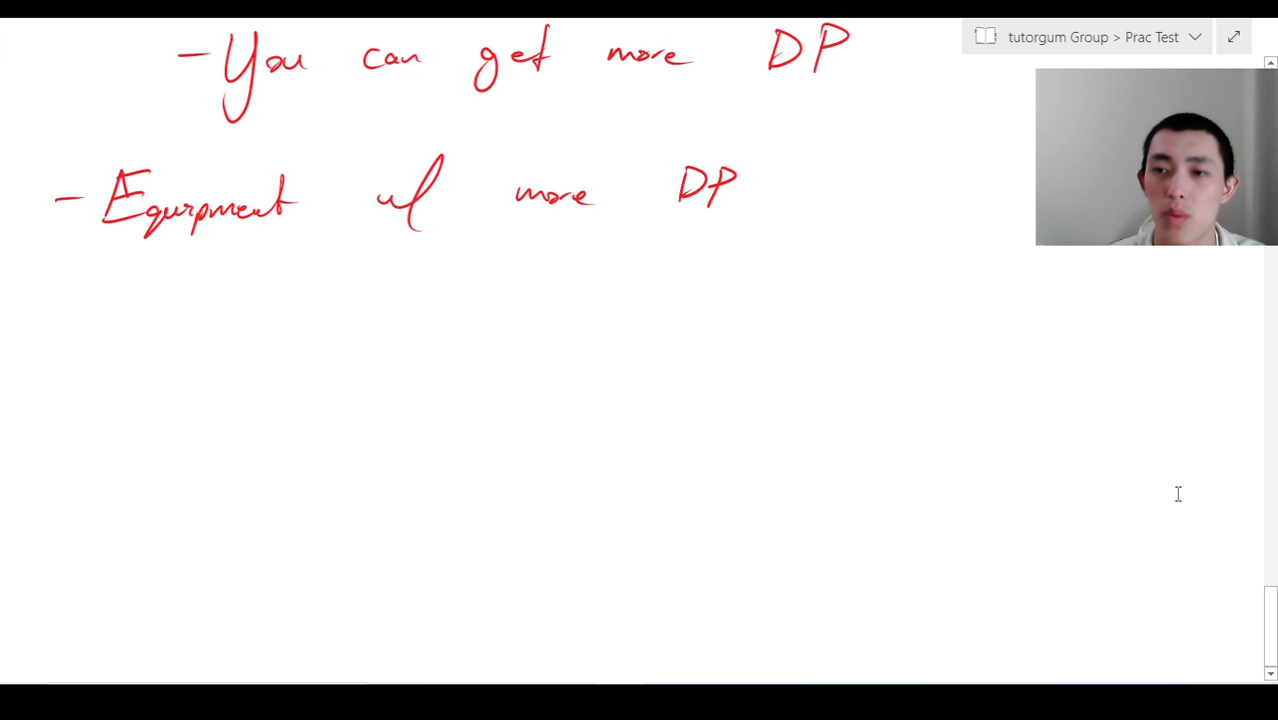 - You can get more DP
tutorgum Group > Prac Test
- Equipment w/ more DP